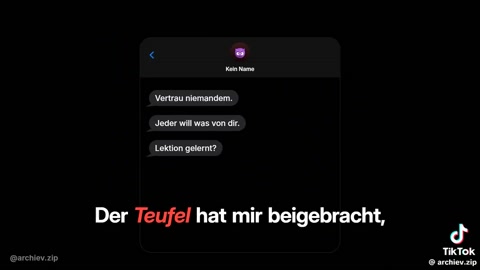 Kein Name
Vertrau niemandem.
Jeder will was von dir.
Lektion gelernt?
Der Teufel hat mir beigebracht,
@archiev.zip
TikTok
archiev.zip